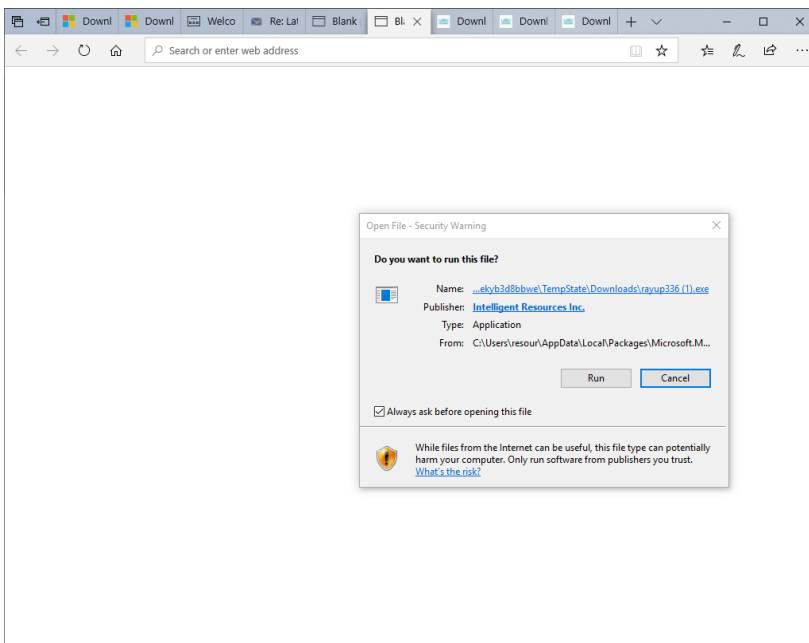 Downl Downl Welco Re: Lat Blank Bl Downl Downl Downl
Search or enter web address
Open File - Security Warning
Do you want to run this file?
Name: ...ekyb3d8bbwe\TempState\Downloads\rayup336 (1).exe
Publisher: Intelligent Resources Inc.
Type: Application
From: C:\Users\resour\AppData\Local\Packages\Microsoft.M...
Run Cancel
Always ask before opening this file
While files from the Internet can be useful, this file type can potentially
harm your computer. Only run software from publishers you trust.
What's the risk?